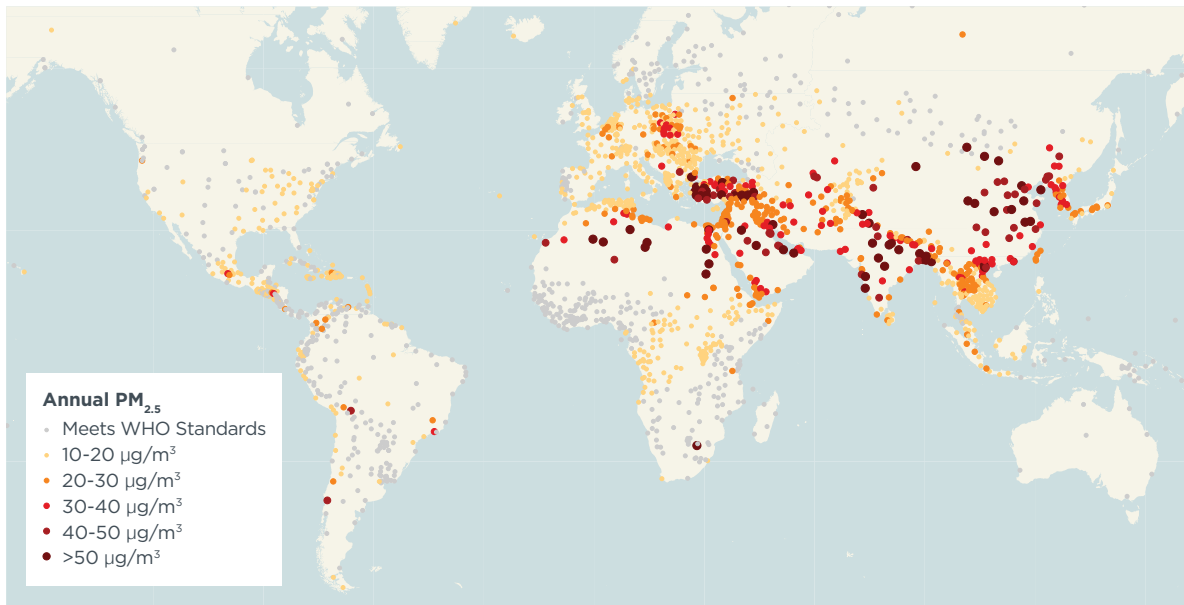 Annual PM2.5
Meets WHO Standards
10-20 μg/m3
20-30 μg/m3
30-40 μg/m3
40-50 μg/m3
>50 μg/m3